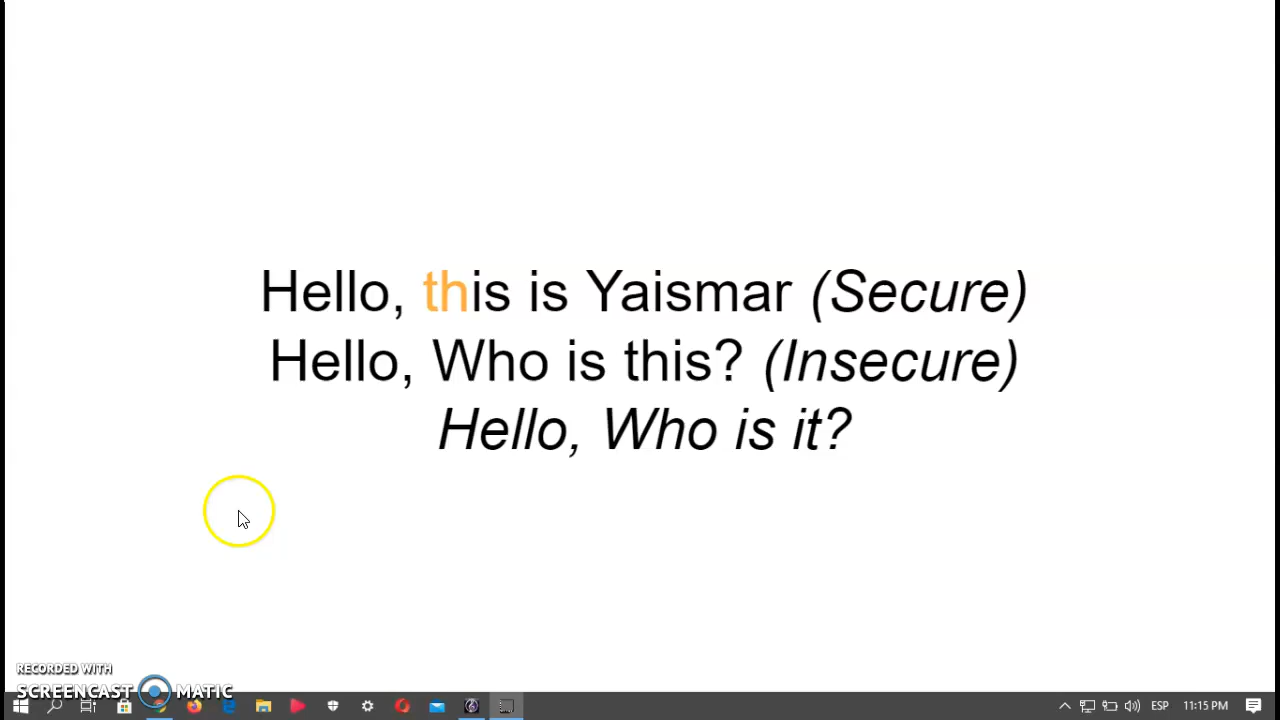 Hello, this is Yaismar (Secure)
Hello, Who is this? (Insecure)
Hello, Who is it?
RECORDED WITH
SCREENCAST MATIC
ESP 11:15 PM